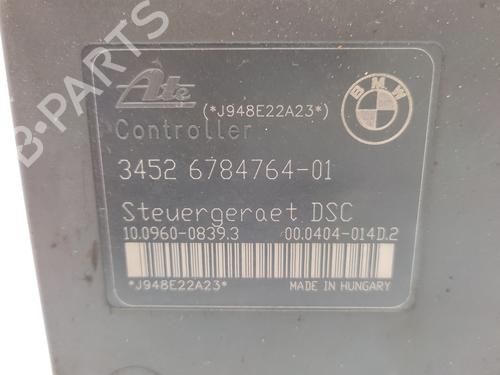 Ate
(*J948E22A23*)
BMW
Controller
3452 6784764-01
Steuergeraet DSC
10.0960-0839.3 00.0404-014D.2
*J948E22A23* MADE IN HUNGARY
B-PARTS
B-PARTS